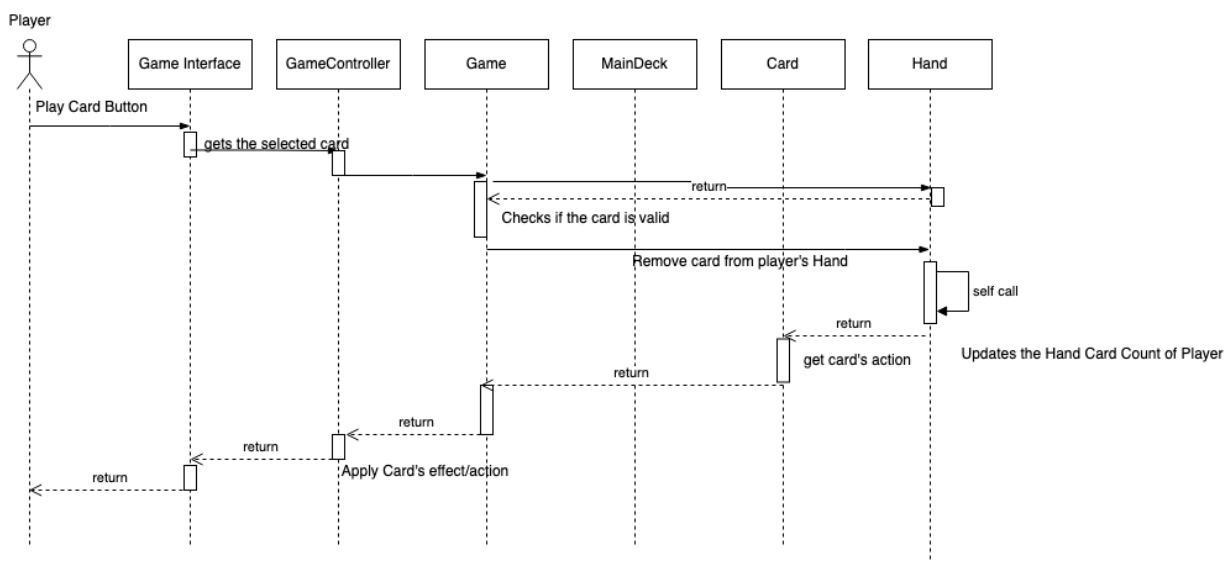 Player
Game Interface
GameController
Game
MainDeck
Card
Hand
Play Card Button
gets the selected card
return
Checks if the card is valid
Remove card from player's Hand
self call
return
Updates the Hand Card Count of Player
get card's action
return
return
return
Apply Card's effect/action
return